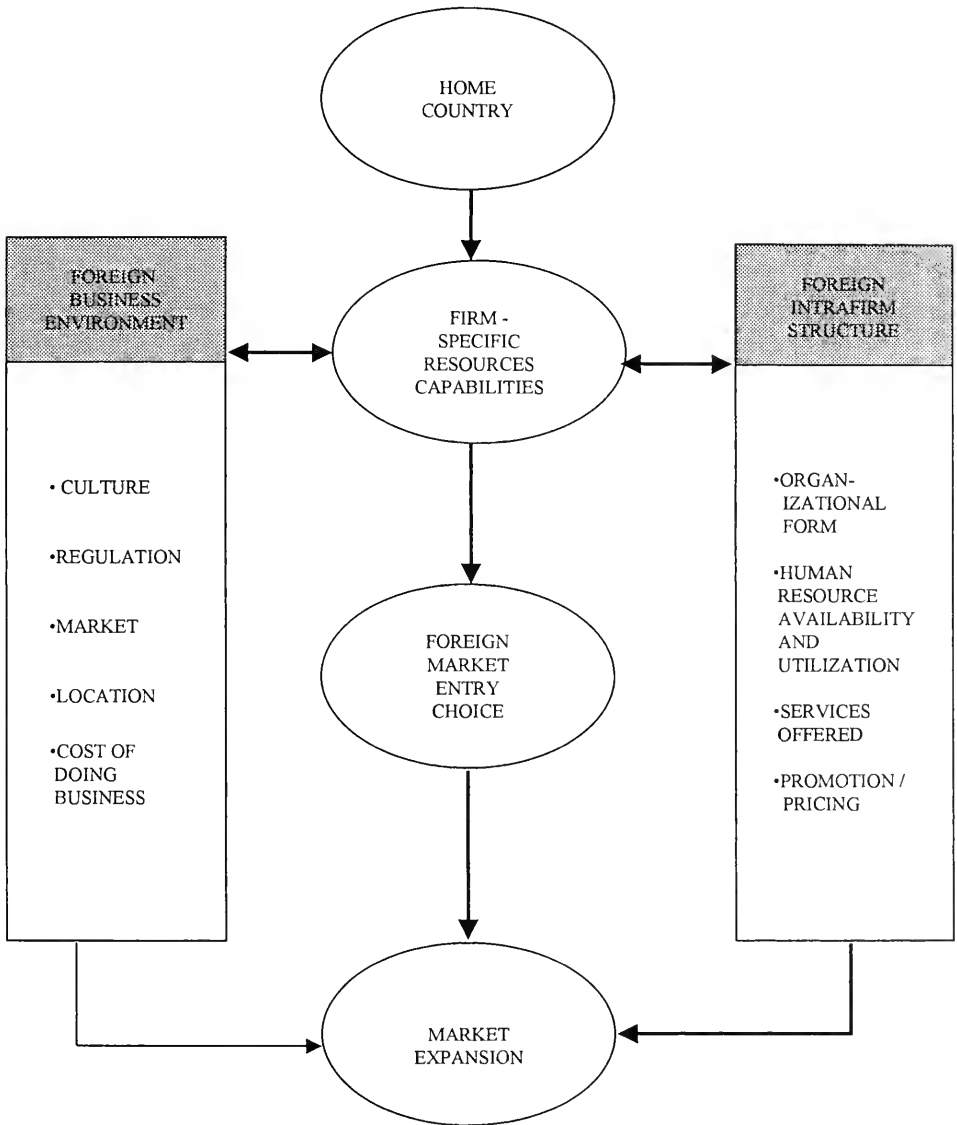 HOME
COUNTRY
FOREIGN
BUSINESS
ENVIRONMENT
FIRM -
SPECIFIC
RESOURCES
CAPABILITIES
FOREIGN
INTRAFIRM
STRUCTURE
• CULTURE
•REGULATION
•MARKET
•LOCATION
•COST OF
DOING
BUSINESS
FOREIGN
MARKET
ENTRY
CHOICE
•ORGAN-
IZATIONAL
FORM
•HUMAN
RESOURCE
AVAILABILITY
AND
UTILIZATION
•SERVICES
OFFERED
•PROMOTION /
PRICING
MARKET
EXPANSION